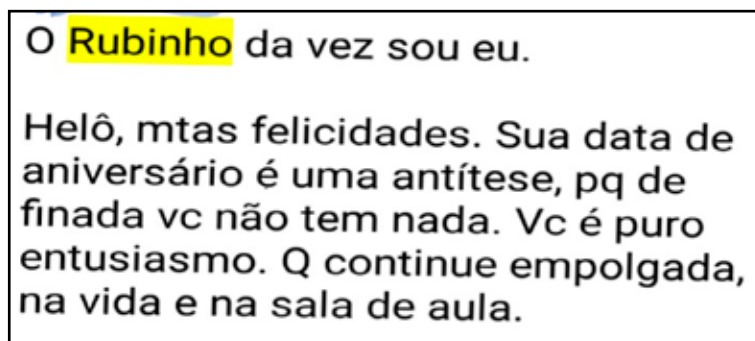 O Rubinho da vez sou eu.
Helô, mtas felicidades. Sua data de
aniversário é uma antítese, pq de
finada vc não tem nada. Vc é puro
entusiasmo. Q continue empolgada,
na vida e na sala de aula.